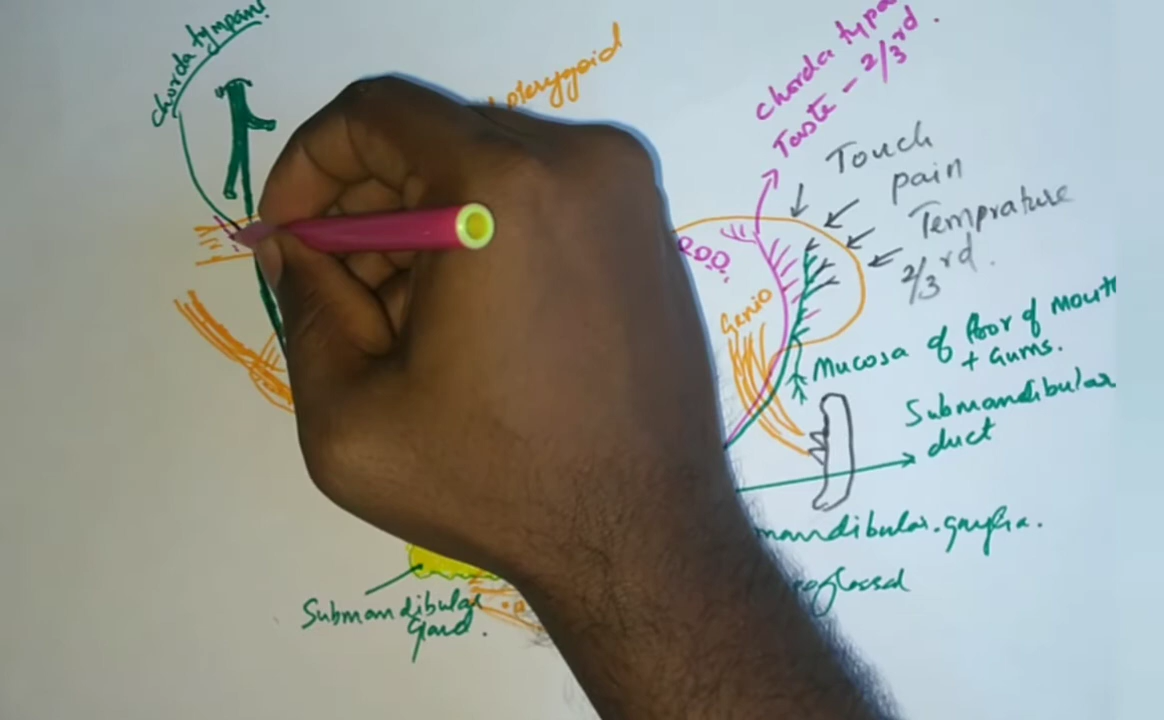 chorda tympani
pterygoid
chorda typa
Taste - 2/3rd.
Touch
pain
Temprature
2/3rd.
Genio
Mucosa of floor of mouth
+ Gums.
Submandibular
duct
mandibular.ganglia.
oglossal
Submandibular
Gland.